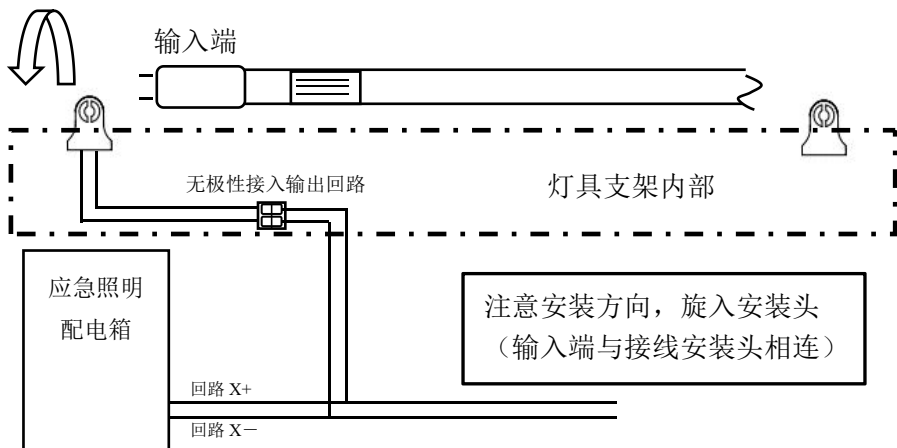 输入端
无极性接入输出回路
灯具支架内部
应急照明
配电箱
注意安装方向，旋入安装头
（输入端与接线安装头相连）
回路 X+
回路 X－